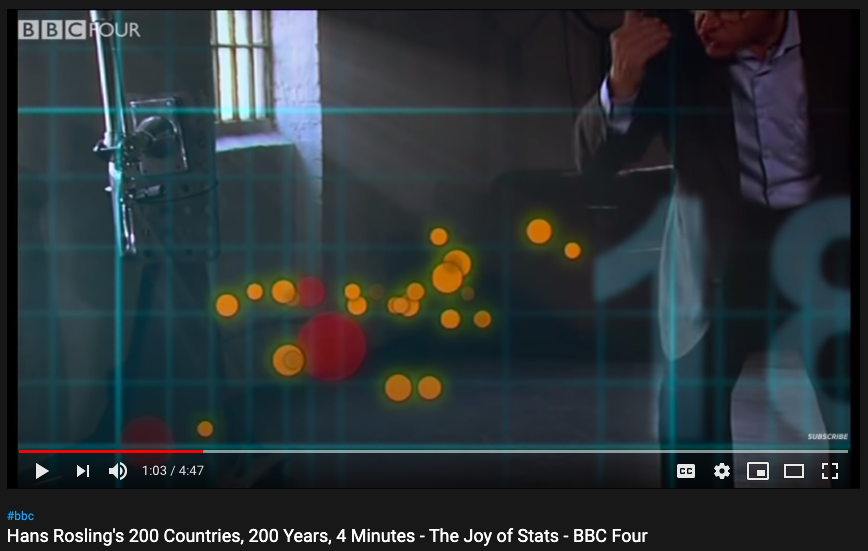 BBC FOUR
18
SUBSCRIBE
1:03 / 4:47
CC
#bbc
Hans Rosling's 200 Countries, 200 Years, 4 Minutes - The Joy of Stats - BBC Four